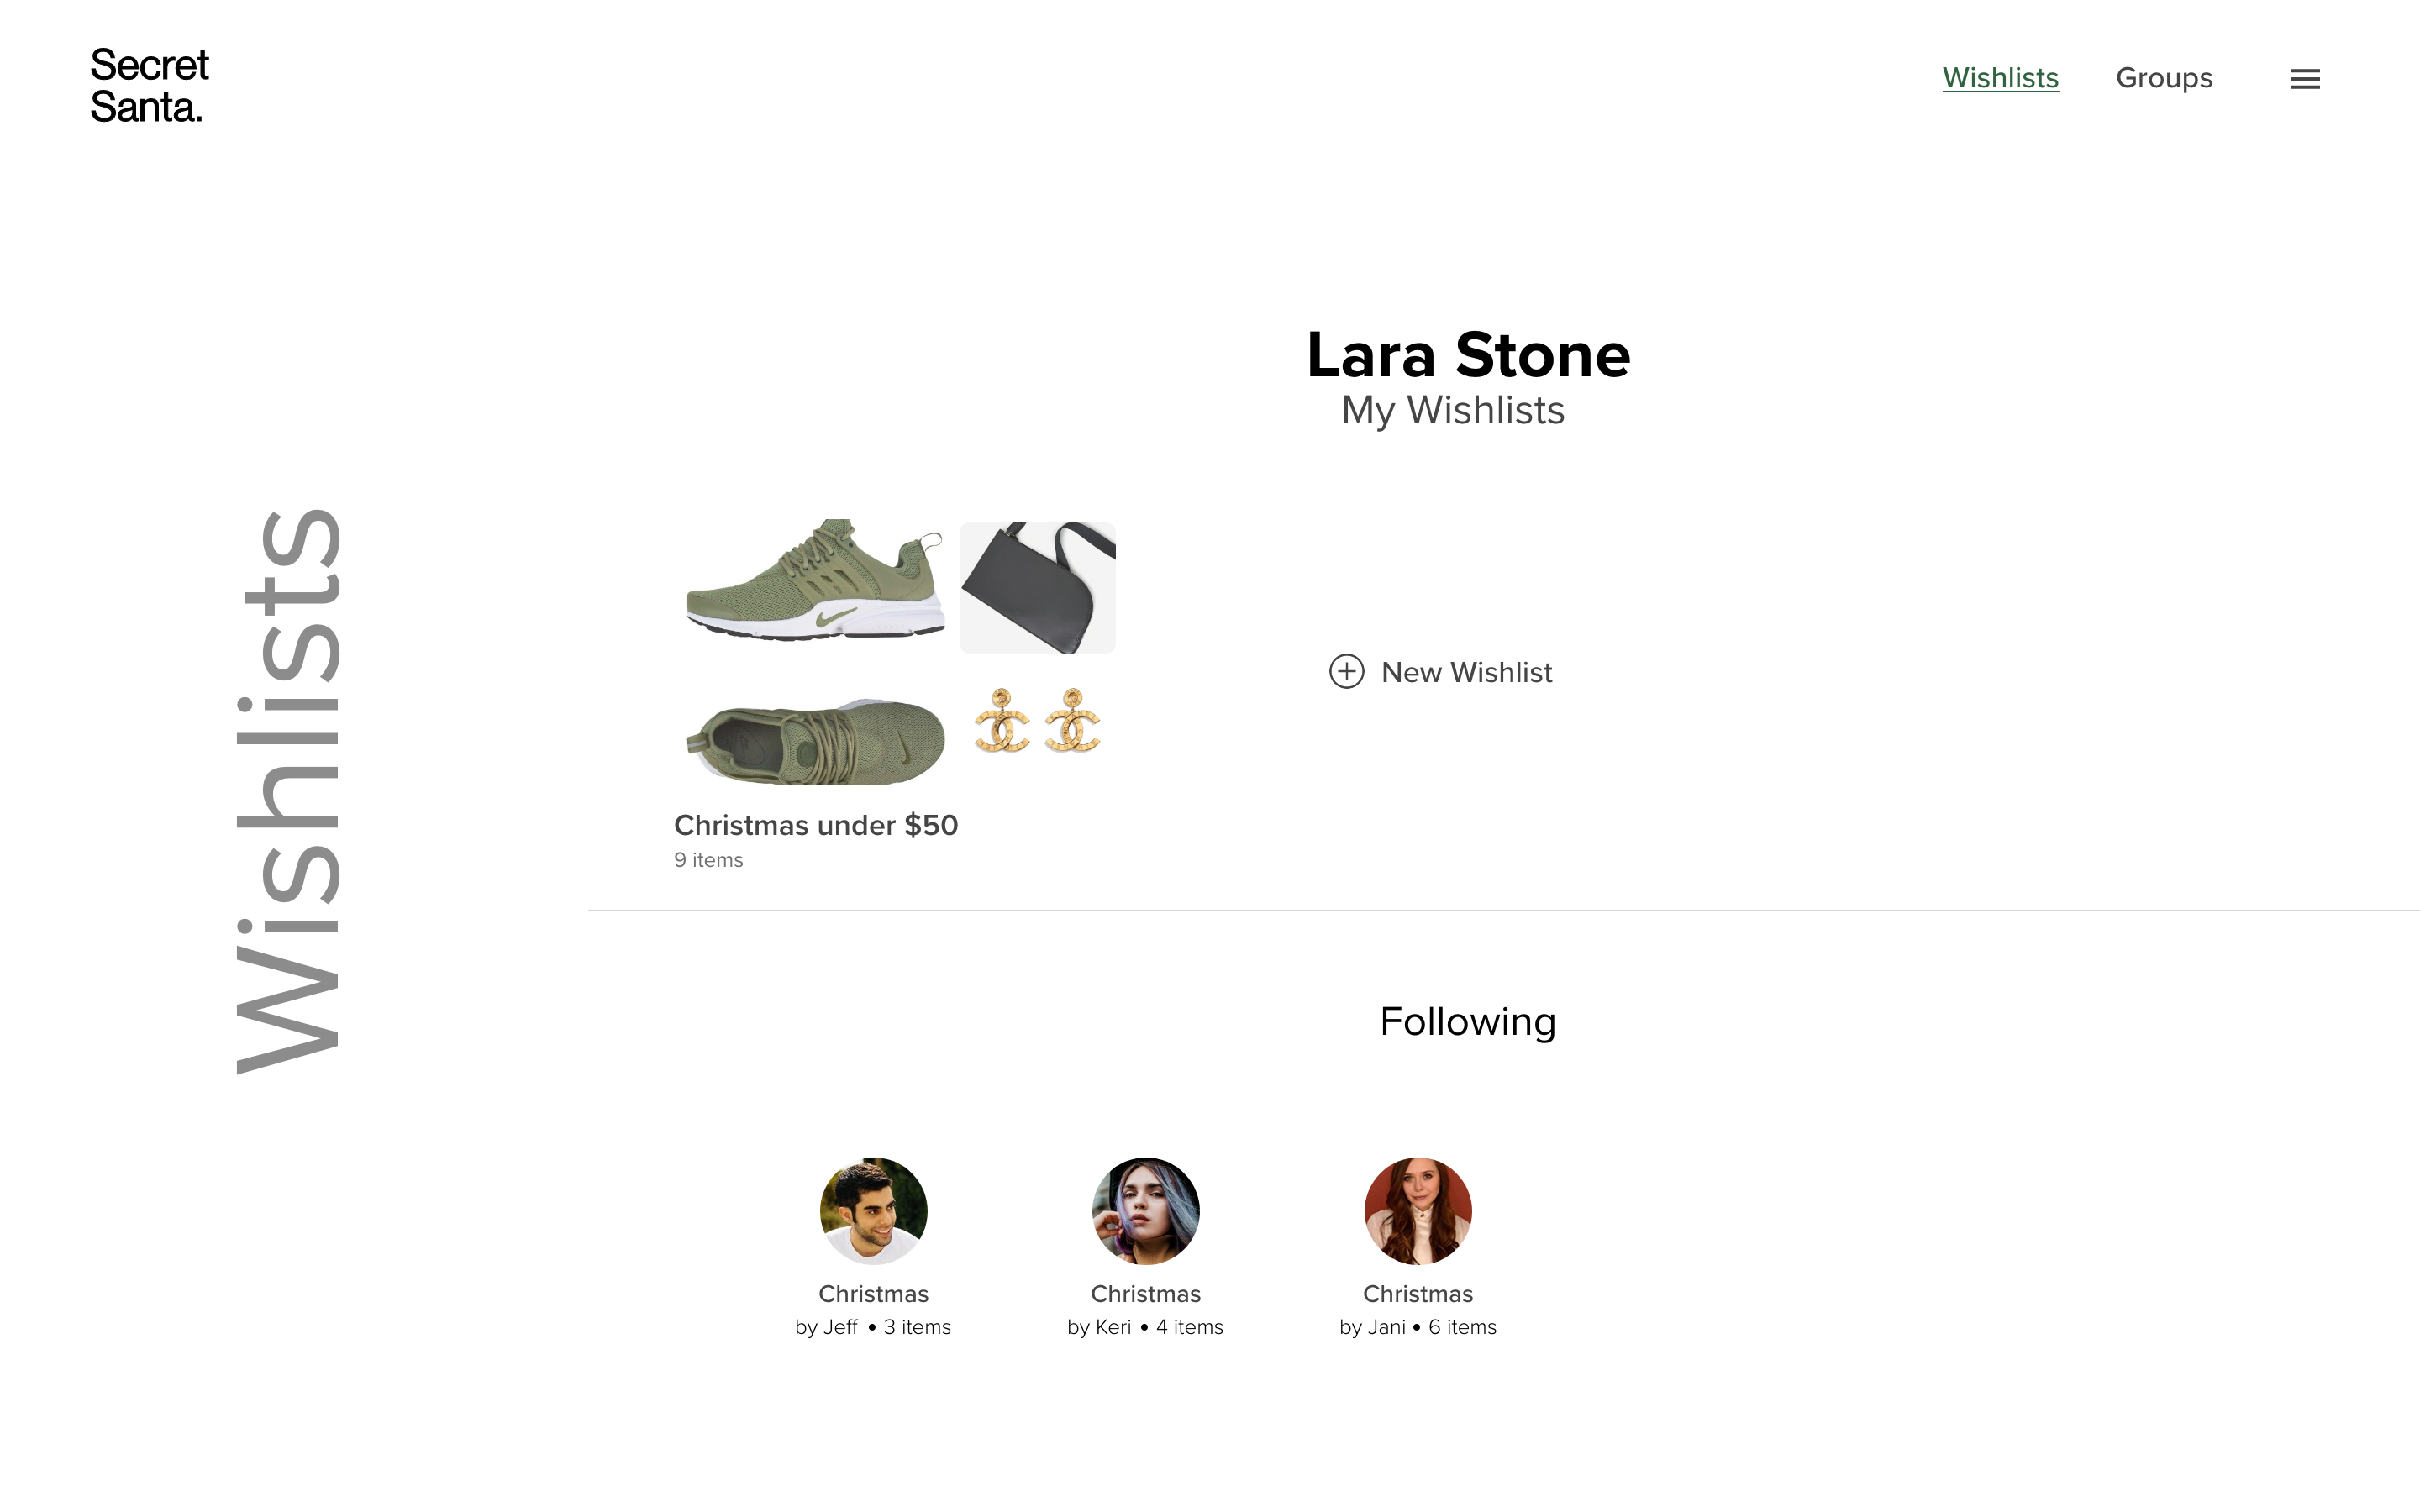 Secret
Santa.
Wishlists
Groups
Lara Stone
My Wishlists
Wishlists
New Wishlist
Christmas under $50
9 items
Following
Christmas
by Jeff • 3 items
Christmas
by Keri • 4 items
Christmas
by Jani • 6 items